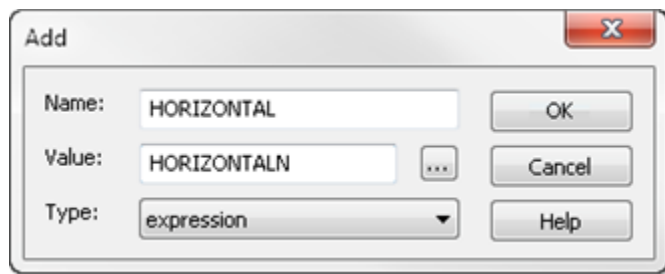 Add
Name: HORIZONTAL OK
Value: HORIZONTALN ... Cancel
Type: expression Help